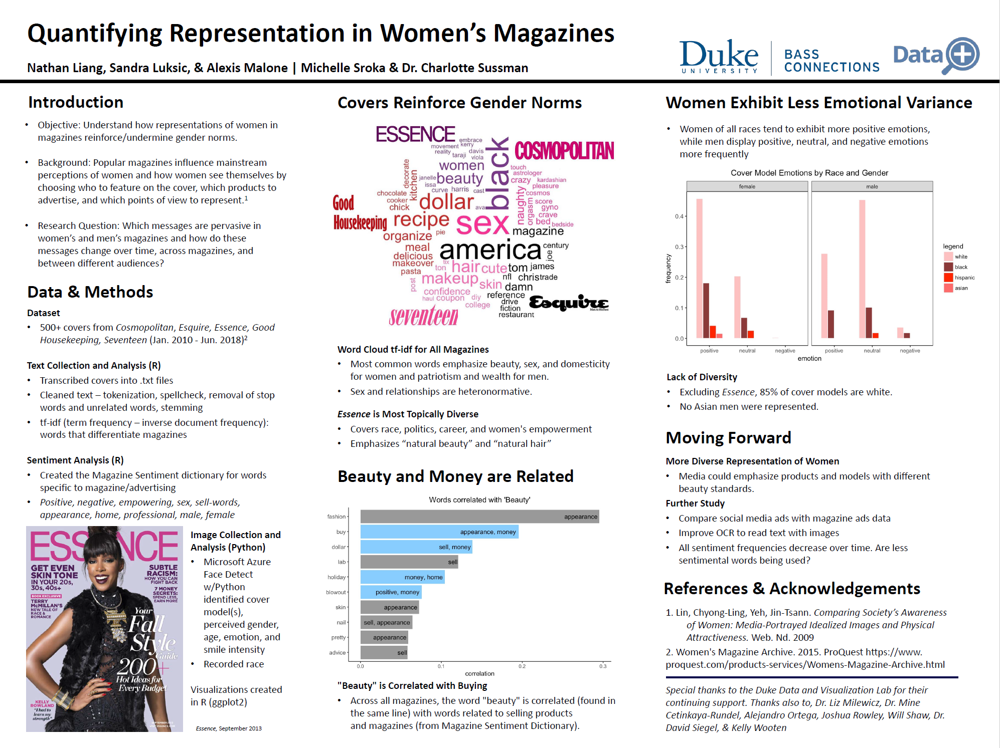 Quantifying Representation in Women's Magazines
Nathan Liang, Sandra Luksic, & Alexis Malone | Michelle Sroka & Dr. Charlotte Sussman
Duke
UNIVERSITY
BASS
CONNECTIONS
Data+
Introduction
• Objective: Understand how representations of women in
magazines reinforce/undermine gender norms.
• Background: Popular magazines influence mainstream
perceptions of women and how women see themselves by
choosing who to feature on the cover, which products to
advertise, and which points of view to represent.1
• Research Question: Which messages are pervasive in
women's and men's magazines and how do these
messages change over time, across magazines, and
between different audiences?
Data & Methods
Dataset
• 500+ covers from Cosmopolitan, Esquire, Essence, Good
Housekeeping, Seventeen (Jan. 2010 - Jun. 2018)2
Text Collection and Analysis (R)
• Transcribed covers into .txt files
• Cleaned text – tokenization, spellcheck, removal of stop
words and unrelated words, stemming
• tf-idf (term frequency – inverse document frequency):
words that differentiate magazines
Sentiment Analysis (R)
• Created the Magazine Sentiment dictionary for words
specific to magazine/advertising
• Positive, negative, empowering, sex, sell-words,
appearance, home, professional, male, female
ESSENCE
GET EVEN
SKIN TONE
IN YOUR 20s,
30s, 40s+
BOOK EXCLUSIVE
TERRY
McMILLAN'S
NEW TALE OF
RACE &
ROMANCE
SUBTLE
RACISM:
HOW YOU CAN
FIGHT BACK
7 MONEY
SECRETS:
SPEND LESS,
EARN MORE
Your
Fall
Style
Guide
200+
Hot Ideas for
Every Budget
KELLY
ROWLAND
"I had to
learn my
strength"
SEPTEMBER 2013
VISIT ESSENCE.COM
Image Collection and
Analysis (Python)
• Microsoft Azure
Face Detect
w/Python
identified cover
model(s),
perceived gender,
age, emotion, and
smile intensity
• Recorded race
Visualizations created
in R (ggplot2)
Essence, September 2013
Covers Reinforce Gender Norms
ESSENCE
COSMOPOLITAN
Good
Housekeeping
seventeen
Esquire
Man At His Best
embrace
movement kerry
reality
davis
taraji
viola
women
black
decorate
kitchen
janelle
beauty
issa
curve harris cast
touch
astrologer
crazy
kardashian
pleasure
cosmos
naughty
orgasm
score
gyno
crave
bed
bedside
chocolate
cooker
chick
dollar
ava
recipe
sex
magazine
organize
pie
meal
america
century
joe
delicious
makeover
pasta
tix
ton
hair
cute
tom
james
nfl
christrade
post
makeup
skin
damn
confidence
haul
coupon
diy
college
reference
drive
fiction
restaurant
Word Cloud tf-idf for All Magazines
• Most common words emphasize beauty, sex, and domesticity
for women and patriotism and wealth for men.
• Sex and relationships are heteronormative.
Essence is Most Topically Diverse
• Covers race, politics, career, and women's empowerment
• Emphasizes “natural beauty” and “natural hair”
Beauty and Money are Related
Words correlated with 'Beauty'
fashion appearance
buy appearance, money
dollar sell, money
lab sell
holiday money, home
blowout positive, money
skin appearance
nail sell, appearance
pretty appearance
advice sell
0.0 0.1 0.2 0.3
correlation
"Beauty" is Correlated with Buying
• Across all magazines, the word "beauty" is correlated (found in
the same line) with words related to selling products
and magazines (from Magazine Sentiment Dictionary).
Women Exhibit Less Emotional Variance
• Women of all races tend to exhibit more positive emotions,
while men display positive, neutral, and negative emotions
more frequently
Cover Model Emotions by Race and Gender
female male
frequency
0.4
0.3
0.2
0.1
0.0
positive neutral negative positive neutral negative
emotion
legend
white
black
hispanic
asian
Lack of Diversity
• Excluding Essence, 85% of cover models are white.
• No Asian men were represented.
Moving Forward
More Diverse Representation of Women
• Media could emphasize products and models with different
beauty standards.
Further Study
• Compare social media ads with magazine ads data
• Improve OCR to read text with images
• All sentiment frequencies decrease over time. Are less
sentimental words being used?
References & Acknowledgements
1. Lin, Chyong-Ling, Yeh, Jin-Tsann. Comparing Society's Awareness
of Women: Media-Portrayed Idealized Images and Physical
Attractiveness. Web. Nd. 2009
2. Women's Magazine Archive. 2015. ProQuest https://www.
proquest.com/products-services/Womens-Magazine-Archive.html
Special thanks to the Duke Data and Visualization Lab for their
continuing support. Thanks also to, Dr. Liz Milewicz, Dr. Mine
Cetinkaya-Rundel, Alejandro Ortega, Joshua Rowley, Will Shaw, Dr.
David Siegel, & Kelly Wooten